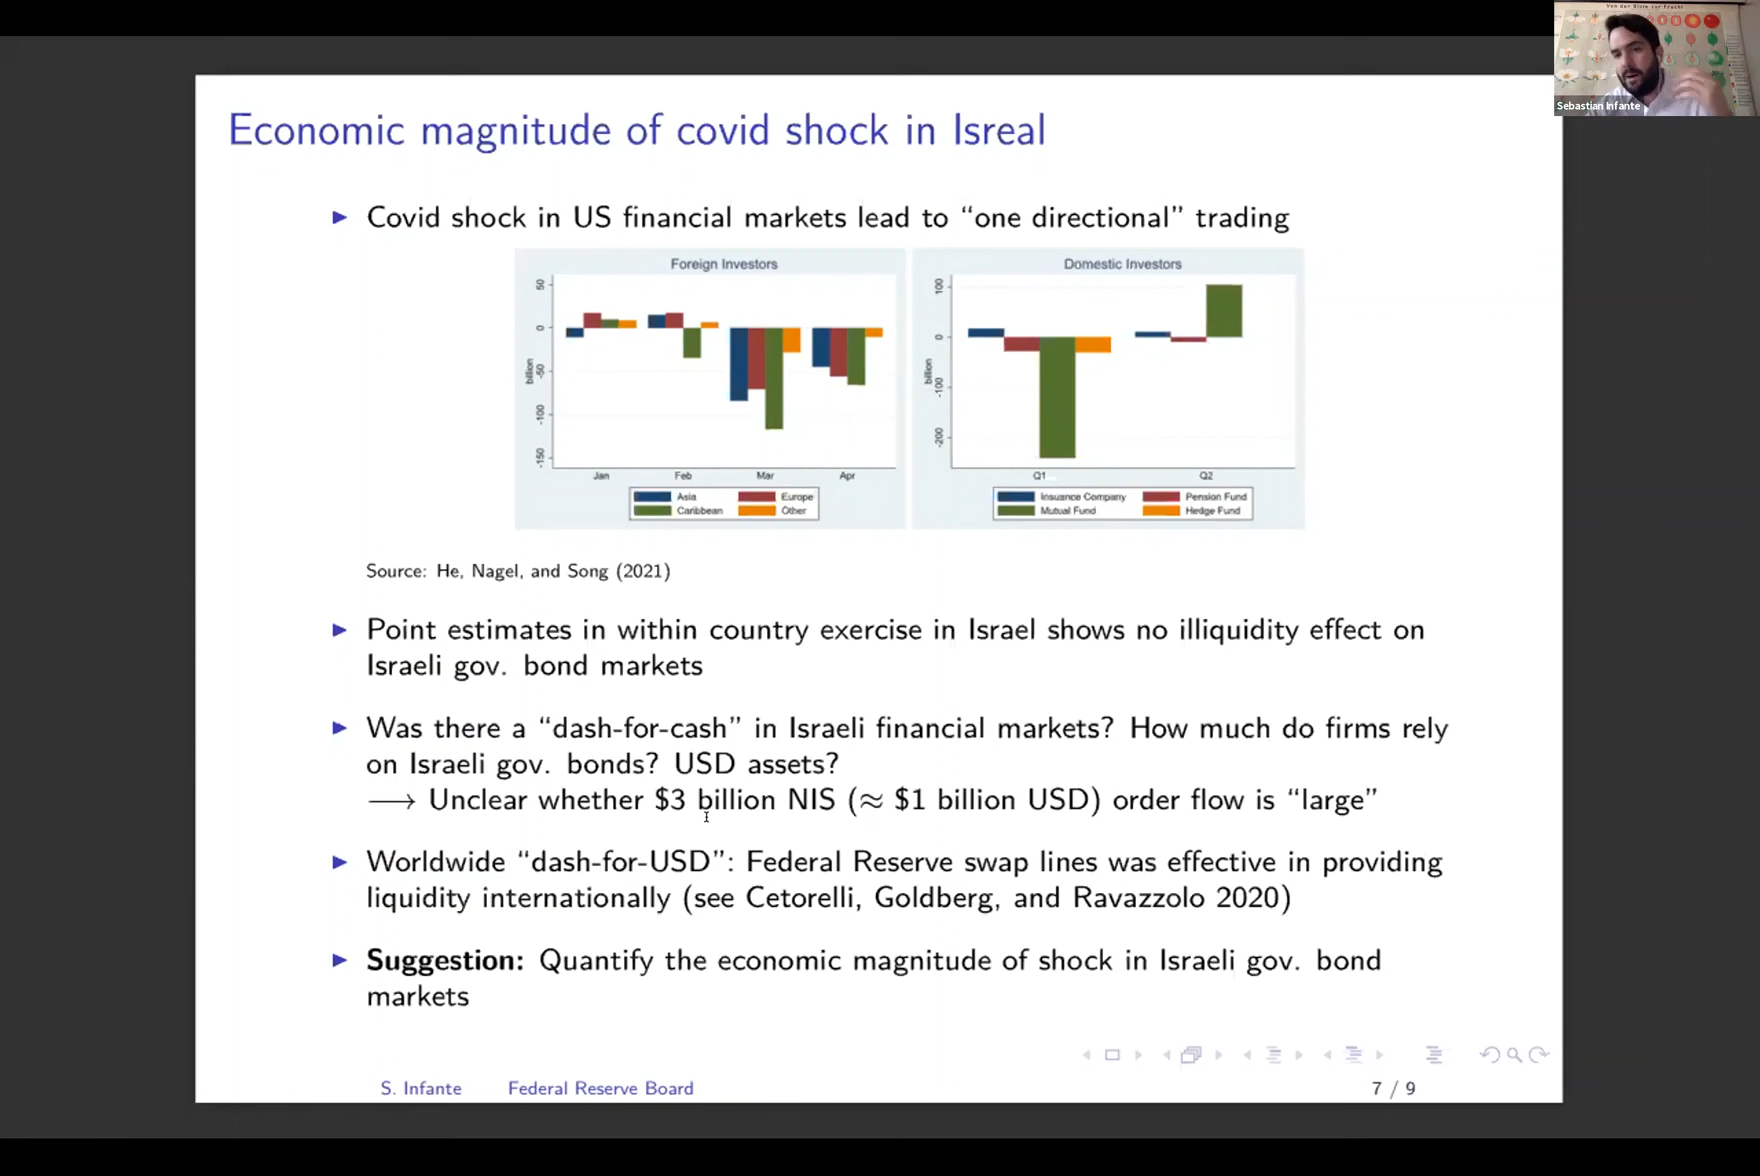 Von der Blüte zur Frucht
Sebastian Infante
Economic magnitude of covid shock in Isreal
Covid shock in US financial markets lead to “one directional” trading
Foreign Investors
billion
50
0
-50
-100
-150
Jan Feb Mar Apr
Asia Europe
Caribbean Other
Domestic Investors
billion
100
0
-100
-200
Q1 Q2
Insuance Company Pension Fund
Mutual Fund Hedge Fund
Source: He, Nagel, and Song (2021)
Point estimates in within country exercise in Israel shows no illiquidity effect on
Israeli gov. bond markets
Was there a “dash-for-cash” in Israeli financial markets? How much do firms rely
on Israeli gov. bonds? USD assets?
⟶ Unclear whether $3 billion NIS (≈ $1 billion USD) order flow is “large”
Worldwide “dash-for-USD”: Federal Reserve swap lines was effective in providing
liquidity internationally (see Cetorelli, Goldberg, and Ravazzolo 2020)
Suggestion: Quantify the economic magnitude of shock in Israeli gov. bond
markets
S. Infante Federal Reserve Board 7 / 9